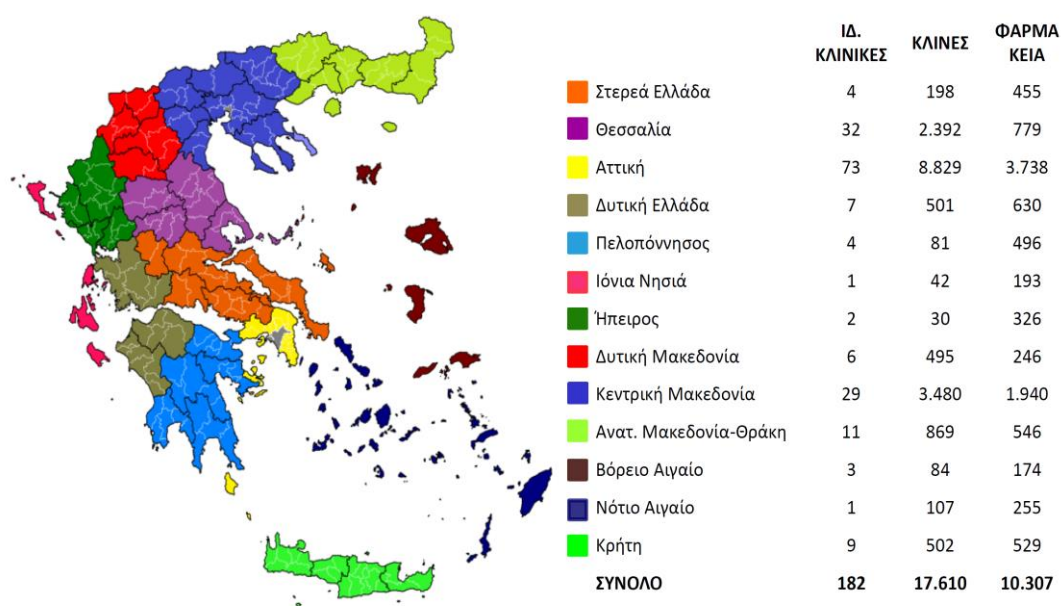 ΙΔ. ΚΛΙΝΙΚΕΣ ΚΛΙΝΕΣ ΦΑΡΜΑ ΚΕΙΑ
Στερεά Ελλάδα 4 198 455
Θεσσαλία 32 2.392 779
Αττική 73 8.829 3.738
Δυτική Ελλάδα 7 501 630
Πελοπόννησος 4 81 496
Ιόνια Νησιά 1 42 193
Ήπειρος 2 30 326
Δυτική Μακεδονία 6 495 246
Κεντρική Μακεδονία 29 3.480 1.940
Ανατ. Μακεδονία-Θράκη 11 869 546
Βόρειο Αιγαίο 3 84 174
Νότιο Αιγαίο 1 107 255
Κρήτη 9 502 529
ΣΥΝΟΛΟ 182 17.610 10.307